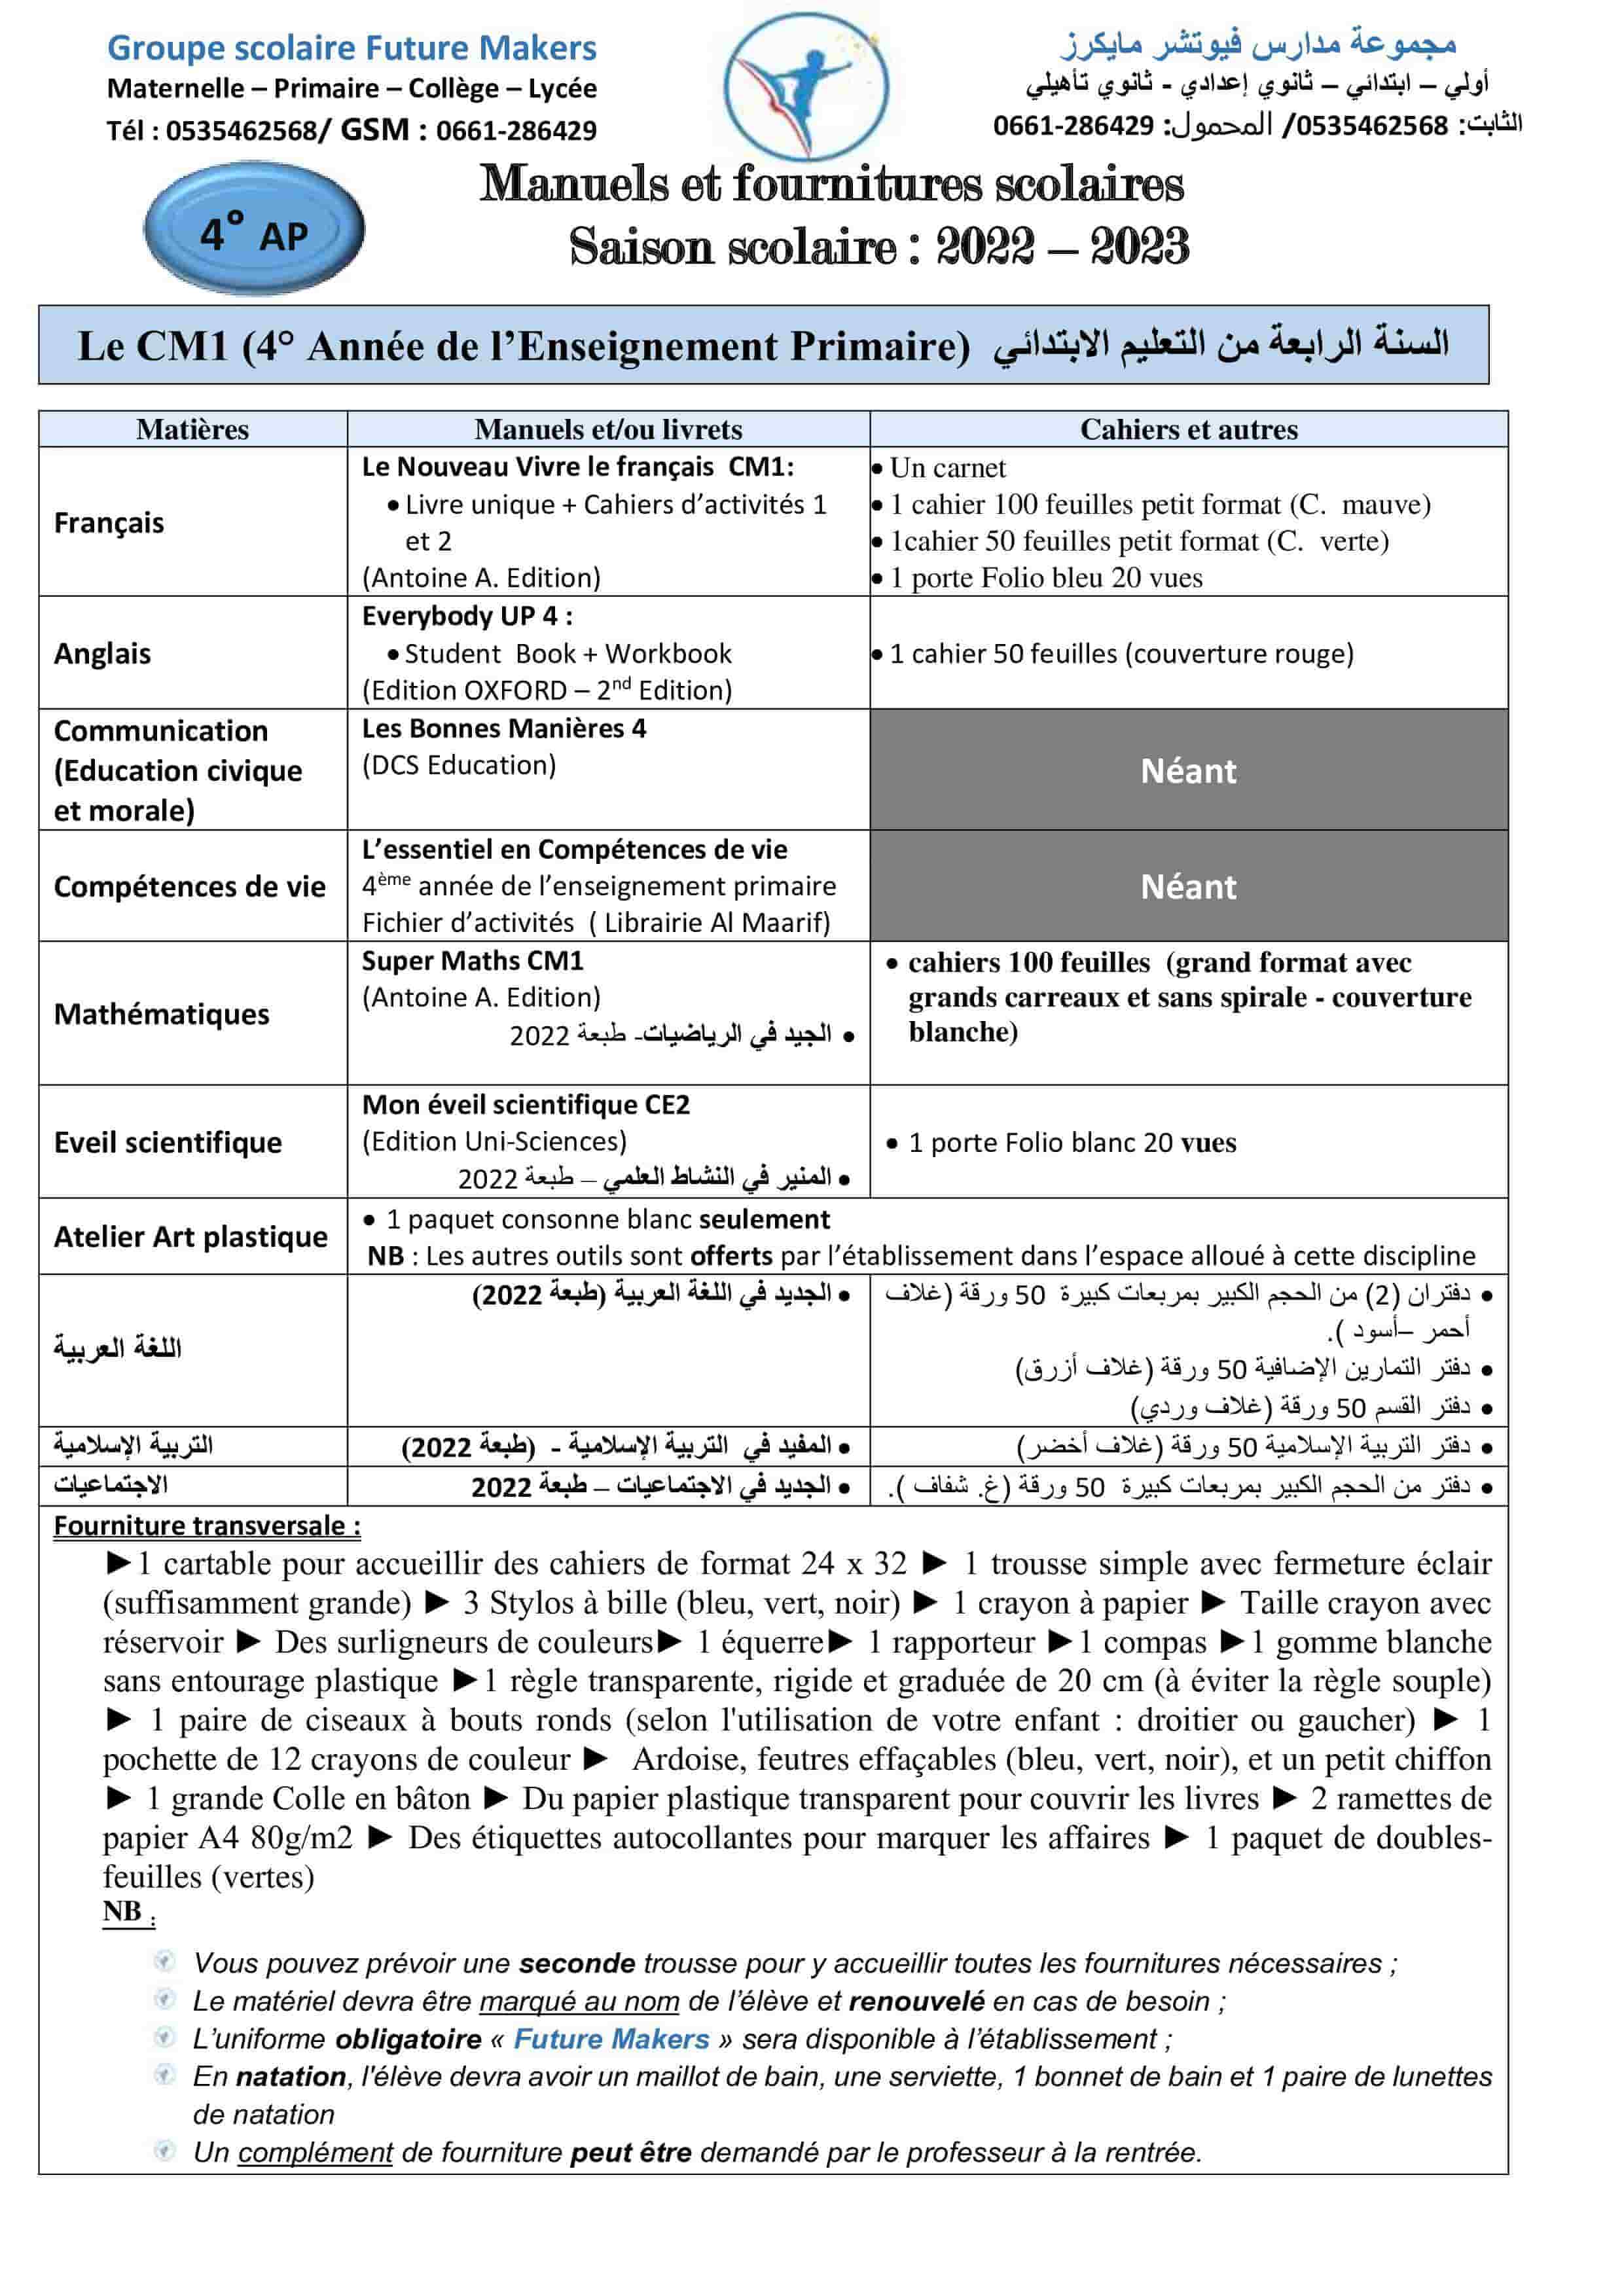 Groupe scolaire Future Makers
Maternelle – Primaire – Collège – Lycée
Tél : 0535462568/ GSM : 0661-286429
مجموعة مدارس فيوتشر مايكرز
أولي – ابتدائي – ثانوي إعدادي - ثانوي تأهيلي
الثابت: 0535462568/ المحمول: 0661-286429
4° AP
Manuels et fournitures scolaires
Saison scolaire : 2022 – 2023
Le CM1 (4° Année de l’Enseignement Primaire) السنة الرابعة من التعليم الابتدائي
Matières
Manuels et/ou livrets
Cahiers et autres
Français
Le Nouveau Vivre le français CM1:
• Livre unique + Cahiers d’activités 1
et 2
(Antoine A. Edition)
• Un carnet
• 1 cahier 100 feuilles petit format (C. mauve)
• 1cahier 50 feuilles petit format (C. verte)
• 1 porte Folio bleu 20 vues
Anglais
Everybody UP 4 :
• Student Book + Workbook
(Edition OXFORD – 2nd Edition)
• 1 cahier 50 feuilles (couverture rouge)
Communication
(Education civique
et morale)
Les Bonnes Manières 4
(DCS Education)
Néant
Compétences de vie
L’essentiel en Compétences de vie
4ème année de l’enseignement primaire
Fichier d’activités ( Librairie Al Maarif)
Néant
Mathématiques
Super Maths CM1
(Antoine A. Edition)
• الجيد في الرياضيات- طبعة 2022
• cahiers 100 feuilles (grand format avec
grands carreaux et sans spirale - couverture
blanche)
Eveil scientifique
Mon éveil scientifique CE2
(Edition Uni-Sciences)
• المنير في النشاط العلمي – طبعة 2022
• 1 porte Folio blanc 20 vues
Atelier Art plastique
• 1 paquet consonne blanc seulement
NB : Les autres outils sont offerts par l’établissement dans l’espace alloué à cette discipline
اللغة العربية
• الجديد في اللغة العربية (طبعة 2022)
• دفتران (2) من الحجم الكبير بمربعات كبيرة 50 ورقة (غلاف
أحمر –أسود ).
• دفتر التمارين الإضافية 50 ورقة (غلاف أزرق)
• دفتر القسم 50 ورقة (غلاف وردي)
التربية الإسلامية
• المفيد في التربية الإسلامية - (طبعة 2022)
• دفتر التربية الإسلامية 50 ورقة (غلاف أخضر)
الاجتماعيات
• الجديد في الاجتماعيات – طبعة 2022
• دفتر من الحجم الكبير بمربعات كبيرة 50 ورقة (غ. شفاف ).
Fourniture transversale :
►1 cartable pour accueillir des cahiers de format 24 x 32 ► 1 trousse simple avec fermeture éclair
(suffisamment grande) ► 3 Stylos à bille (bleu, vert, noir) ► 1 crayon à papier ► Taille crayon avec
réservoir ► Des surligneurs de couleurs► 1 équerre► 1 rapporteur ►1 compas ►1 gomme blanche
sans entourage plastique ►1 règle transparente, rigide et graduée de 20 cm (à éviter la règle souple)
► 1 paire de ciseaux à bouts ronds (selon l'utilisation de votre enfant : droitier ou gaucher) ► 1
pochette de 12 crayons de couleur ► Ardoise, feutres effaçables (bleu, vert, noir), et un petit chiffon
► 1 grande Colle en bâton ► Du papier plastique transparent pour couvrir les livres ► 2 ramettes de
papier A4 80g/m2 ► Des étiquettes autocollantes pour marquer les affaires ► 1 paquet de doubles-
feuilles (vertes)
NB :
Vous pouvez prévoir une seconde trousse pour y accueillir toutes les fournitures nécessaires ;
Le matériel devra être marqué au nom de l’élève et renouvelé en cas de besoin ;
L’uniforme obligatoire « Future Makers » sera disponible à l’établissement ;
En natation, l'élève devra avoir un maillot de bain, une serviette, 1 bonnet de bain et 1 paire de lunettes
de natation
Un complément de fourniture peut être demandé par le professeur à la rentrée.